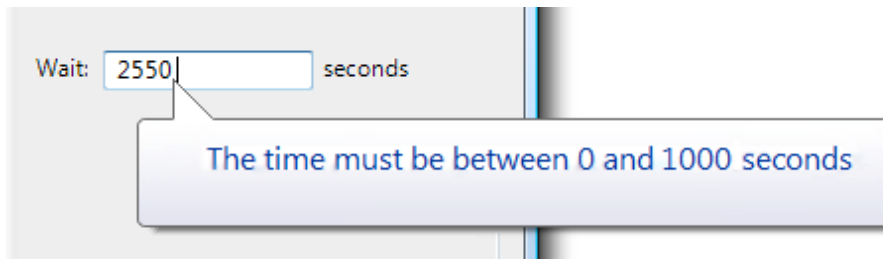 Wait: 2550 seconds
The time must be between 0 and 1000 seconds